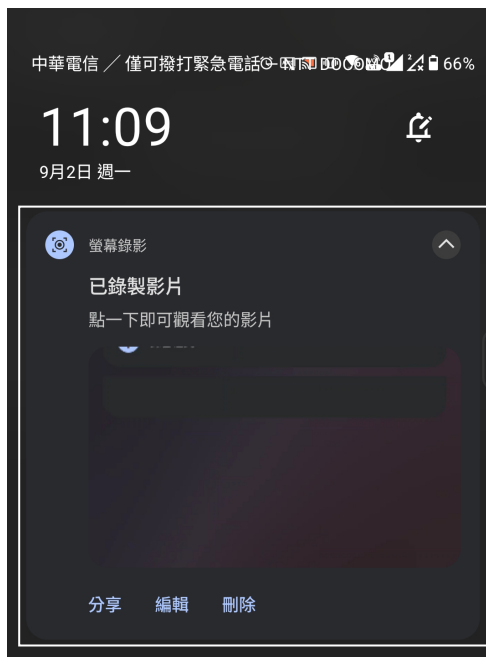 中華電信 ／ 僅可撥打緊急電話 — NTT DOCOMO 66%
11:09
9月2日 週一
螢幕錄影
已錄製影片
點一下即可觀看您的影片
分享 編輯 刪除